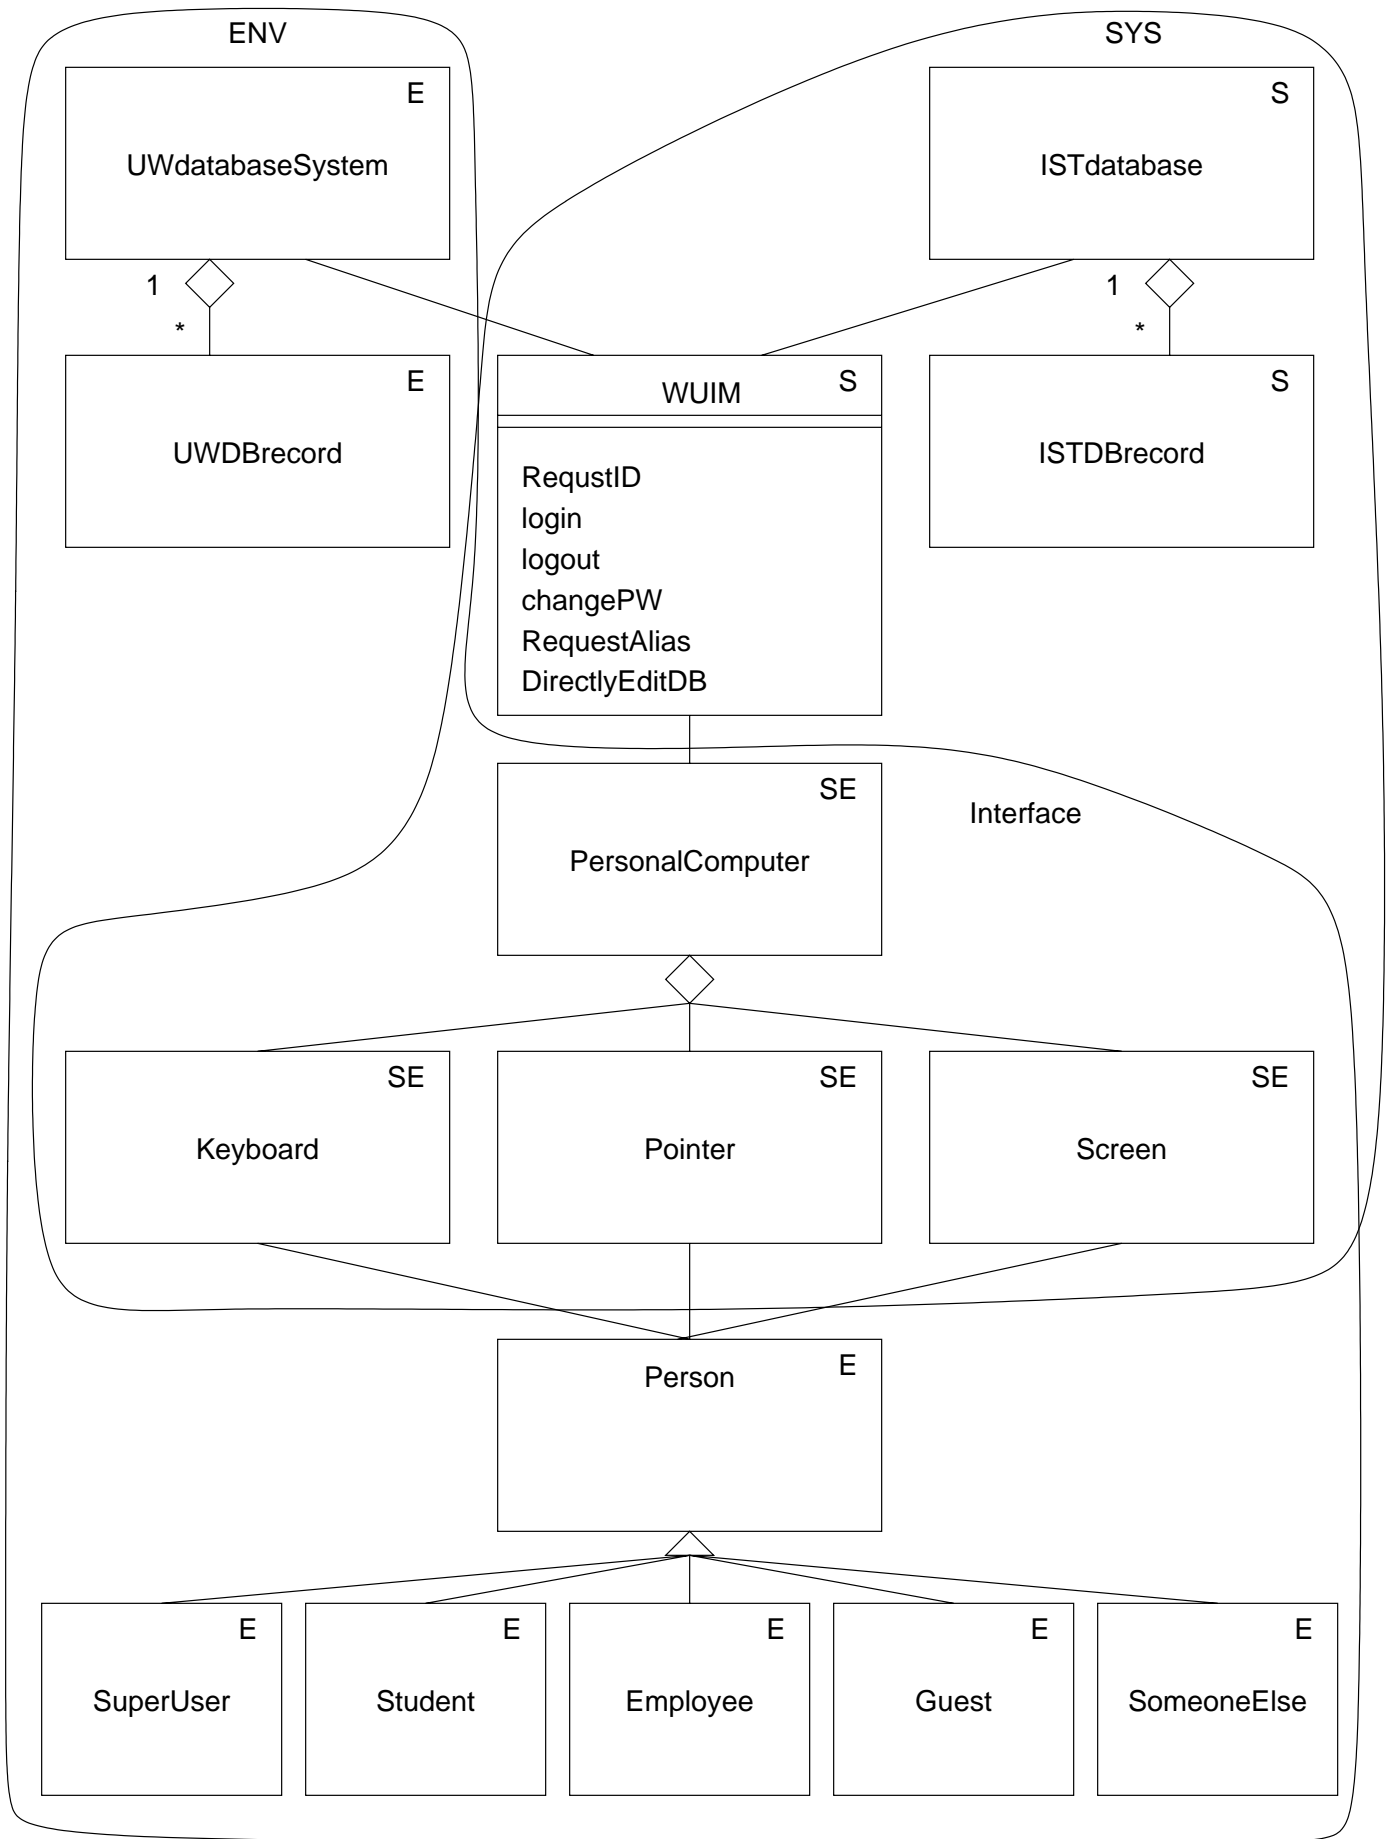 ENV
SYS
E
UWdatabaseSystem
S
ISTdatabase
1
*
1
*
E
UWDBrecord
WUIM
S
RequstID
login
logout
changePW
RequestAlias
DirectlyEditDB
S
ISTDBrecord
SE
PersonalComputer
Interface
SE
Keyboard
SE
Pointer
SE
Screen
Person
E
E
SuperUser
E
Student
E
Employee
E
Guest
E
SomeoneElse